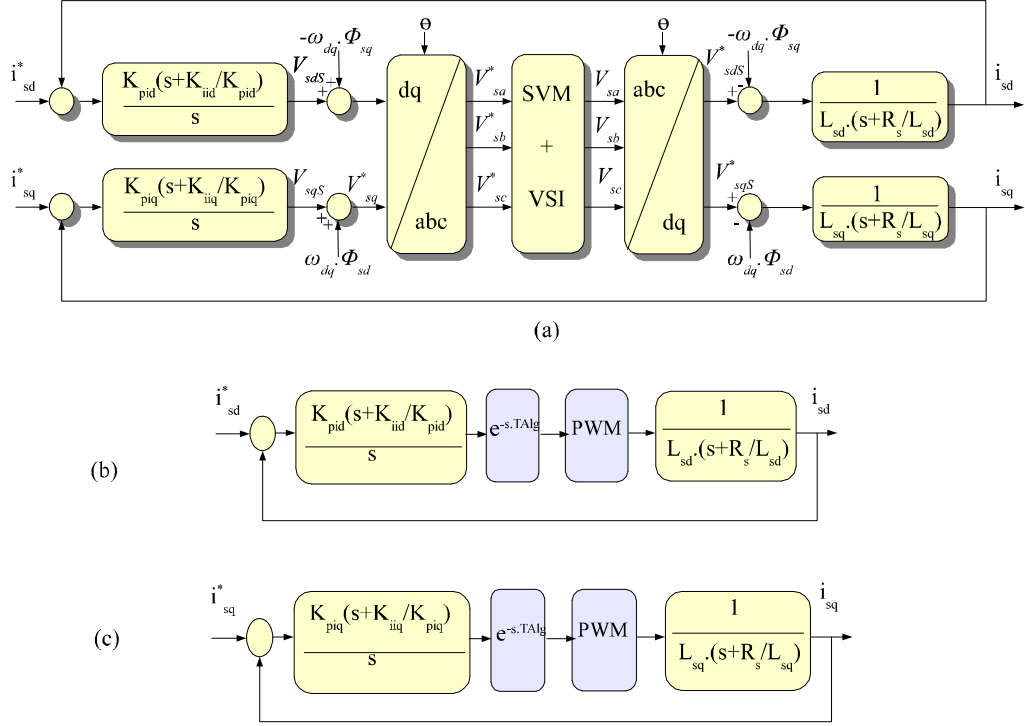 i*sd
K_pid(s+K_iid/K_pid)
s
V_sdS
-ω_dq.Φ_sq
+
+
ϴ
dq
abc
V*_sa
V*_sb
V*_sc
SVM
+
VSI
V_sa
V_sb
V_sc
ϴ
abc
dq
V*_sdS
-ω_dq.Φ_sq
+
-
1
L_sd.(s+R_s/L_sd)
i_sd
i*_sq
K_piq(s+K_iiq/K_piq)
s
V_sqS
+
+
V*_sq
ω_dq.Φ_sd
V*_sqS
+
-
ω_dq.Φ_sd
1
L_sq.(s+R_s/L_sq)
i_sq
(a)
i*_sd
K_pid(s+K_iid/K_pid)
s
e^-s.TAlg
PWM
1
L_sd.(s+R_s/L_sd)
i_sd
(b)
i*_sq
K_piq(s+K_iiq/K_piq)
s
e^-s.TAlg
PWM
1
L_sq.(s+R_s/L_sq)
i_sq
(c)